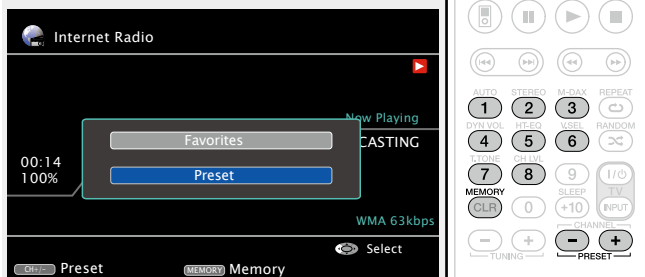 Internet Radio
Now Playing
Favorites
CASTING
00:14
Preset
100%
WMA 63kbps
Select
CH+/- Preset
MEMORY Memory
AUTO STEREO M-DAX REPEAT
1 2 3
DYN VOL HT-EQ V.SEL RANDOM
4 5 6
T.TONE CH LVL
7 8 9
MEMORY SLEEP TV
CLR 0 +10 INPUT
CHANNEL
- + - +
TUNING PRESET